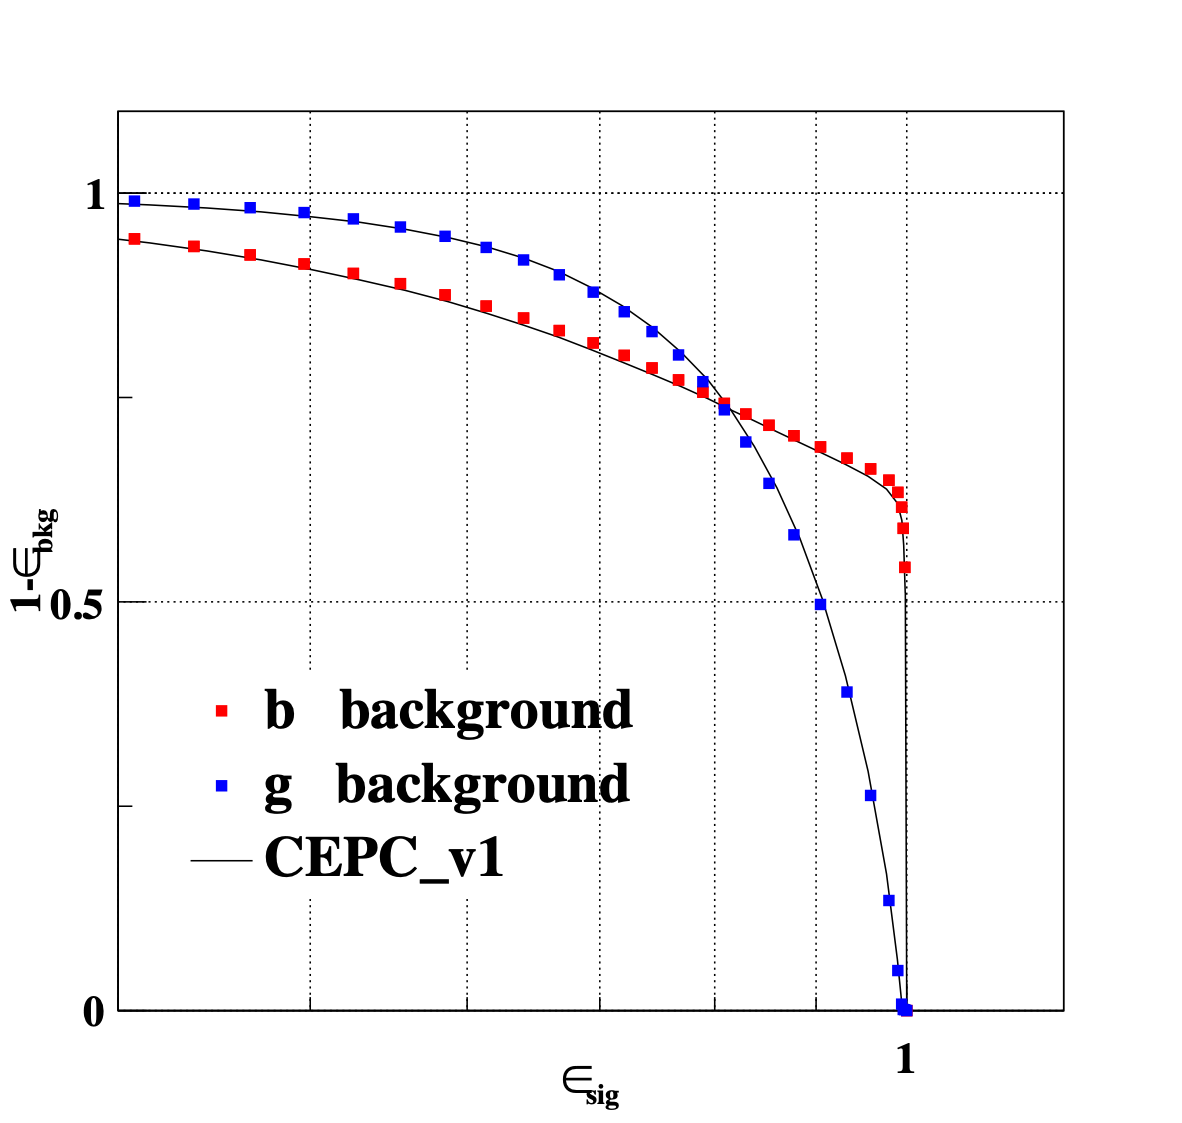 1
0.5
0
1-∈bkg
b background
g background
CEPC_v1
1
∈sig